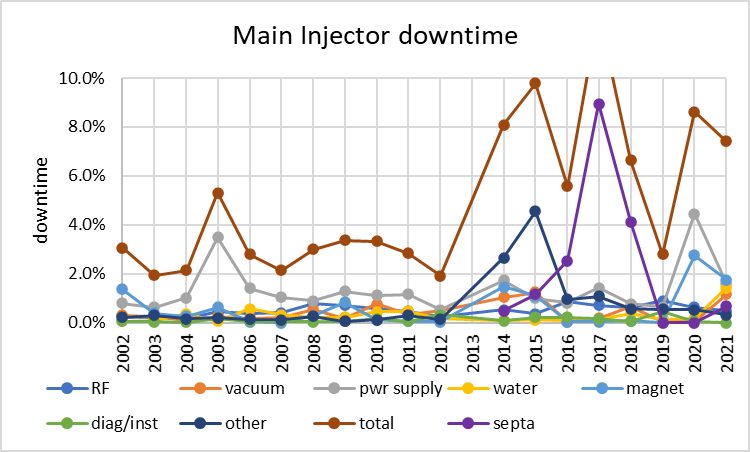 Main Injector downtime
10.0%
8.0%
6.0%
4.0%
2.0%
0.0%
downtime
2002 2003 2004 2005 2006 2007 2008 2009 2010 2011 2012 2013 2014 2015 2016 2017 2018 2019 2020 2021
RF vacuum pwr supply water magnet
diag/inst other total septa